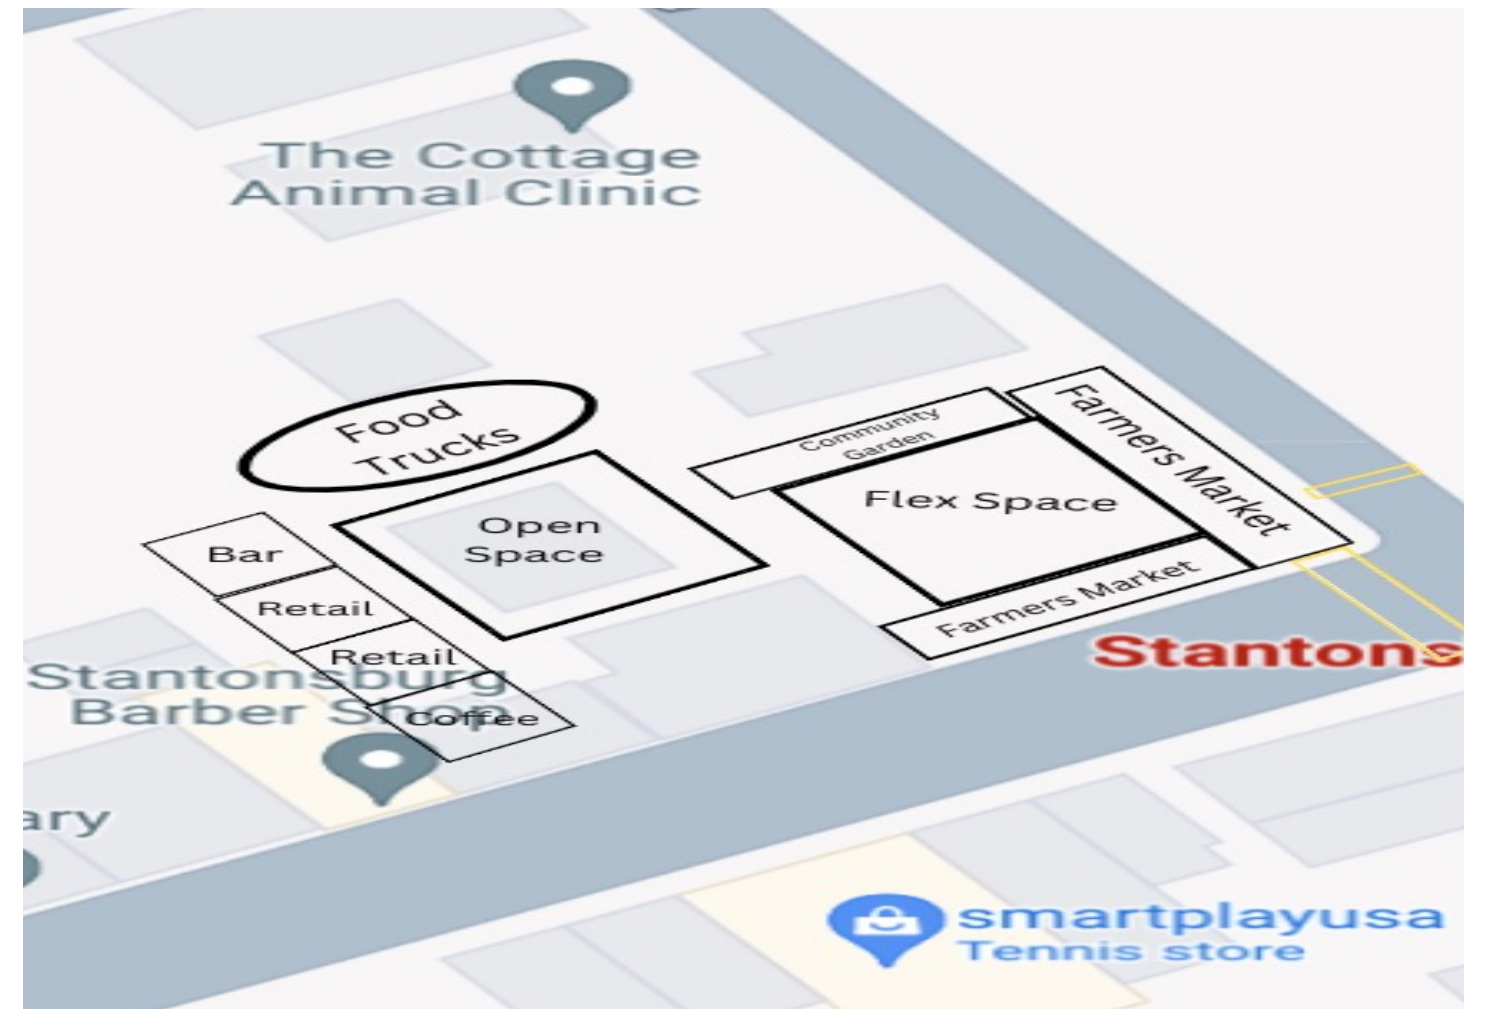 The Cottage
Animal Clinic
Food
Trucks
Community
Garden
Farmers Market
Flex Space
Open
Space
Bar
Retail
Farmers Market
Retail
Stantons
Stantonsburg
Barber Shop
Coffee
ary
smartplayusa
Tennis store